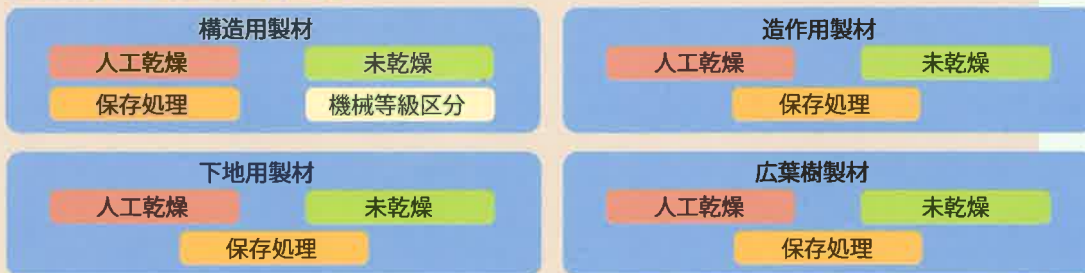 構造用製材
人工乾燥 未乾燥
保存処理 機械等級区分
造作用製材
人工乾燥 未乾燥
保存処理
下地用製材
人工乾燥 未乾燥
保存処理
広葉樹製材
人工乾燥 未乾燥
保存処理